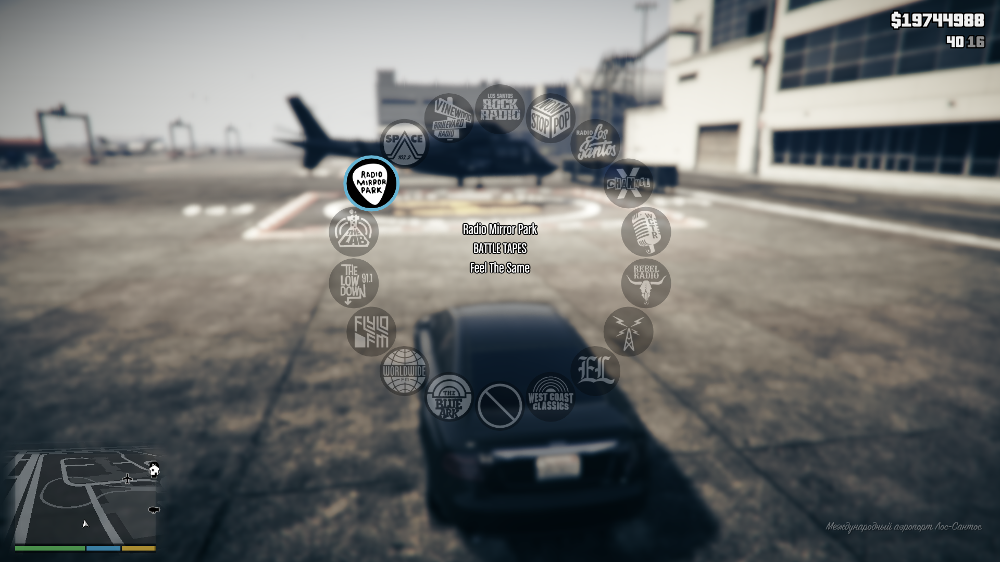 $19744988
40 16
LOS SANTOS
ROCK
RADIO
VINEWOOD
BOULEVARD
RADIO
NON
STOP POP
SPACE
103.2
RADIO Los
Santos
RADIO
MIRROR
PARK
X
CHANNEL
THE
LAB
WCTR
Radio Mirror Park
BATTLE TAPES
Feel The Same
THE
LOW 91.1
DOWN
REBEL
RADIO
FLYLO
FM
WORLDWIDE
FM
EL
THE
BLUE
ARK
WEST COAST
CLASSICS
Международный аэропорт Лос-Сантос